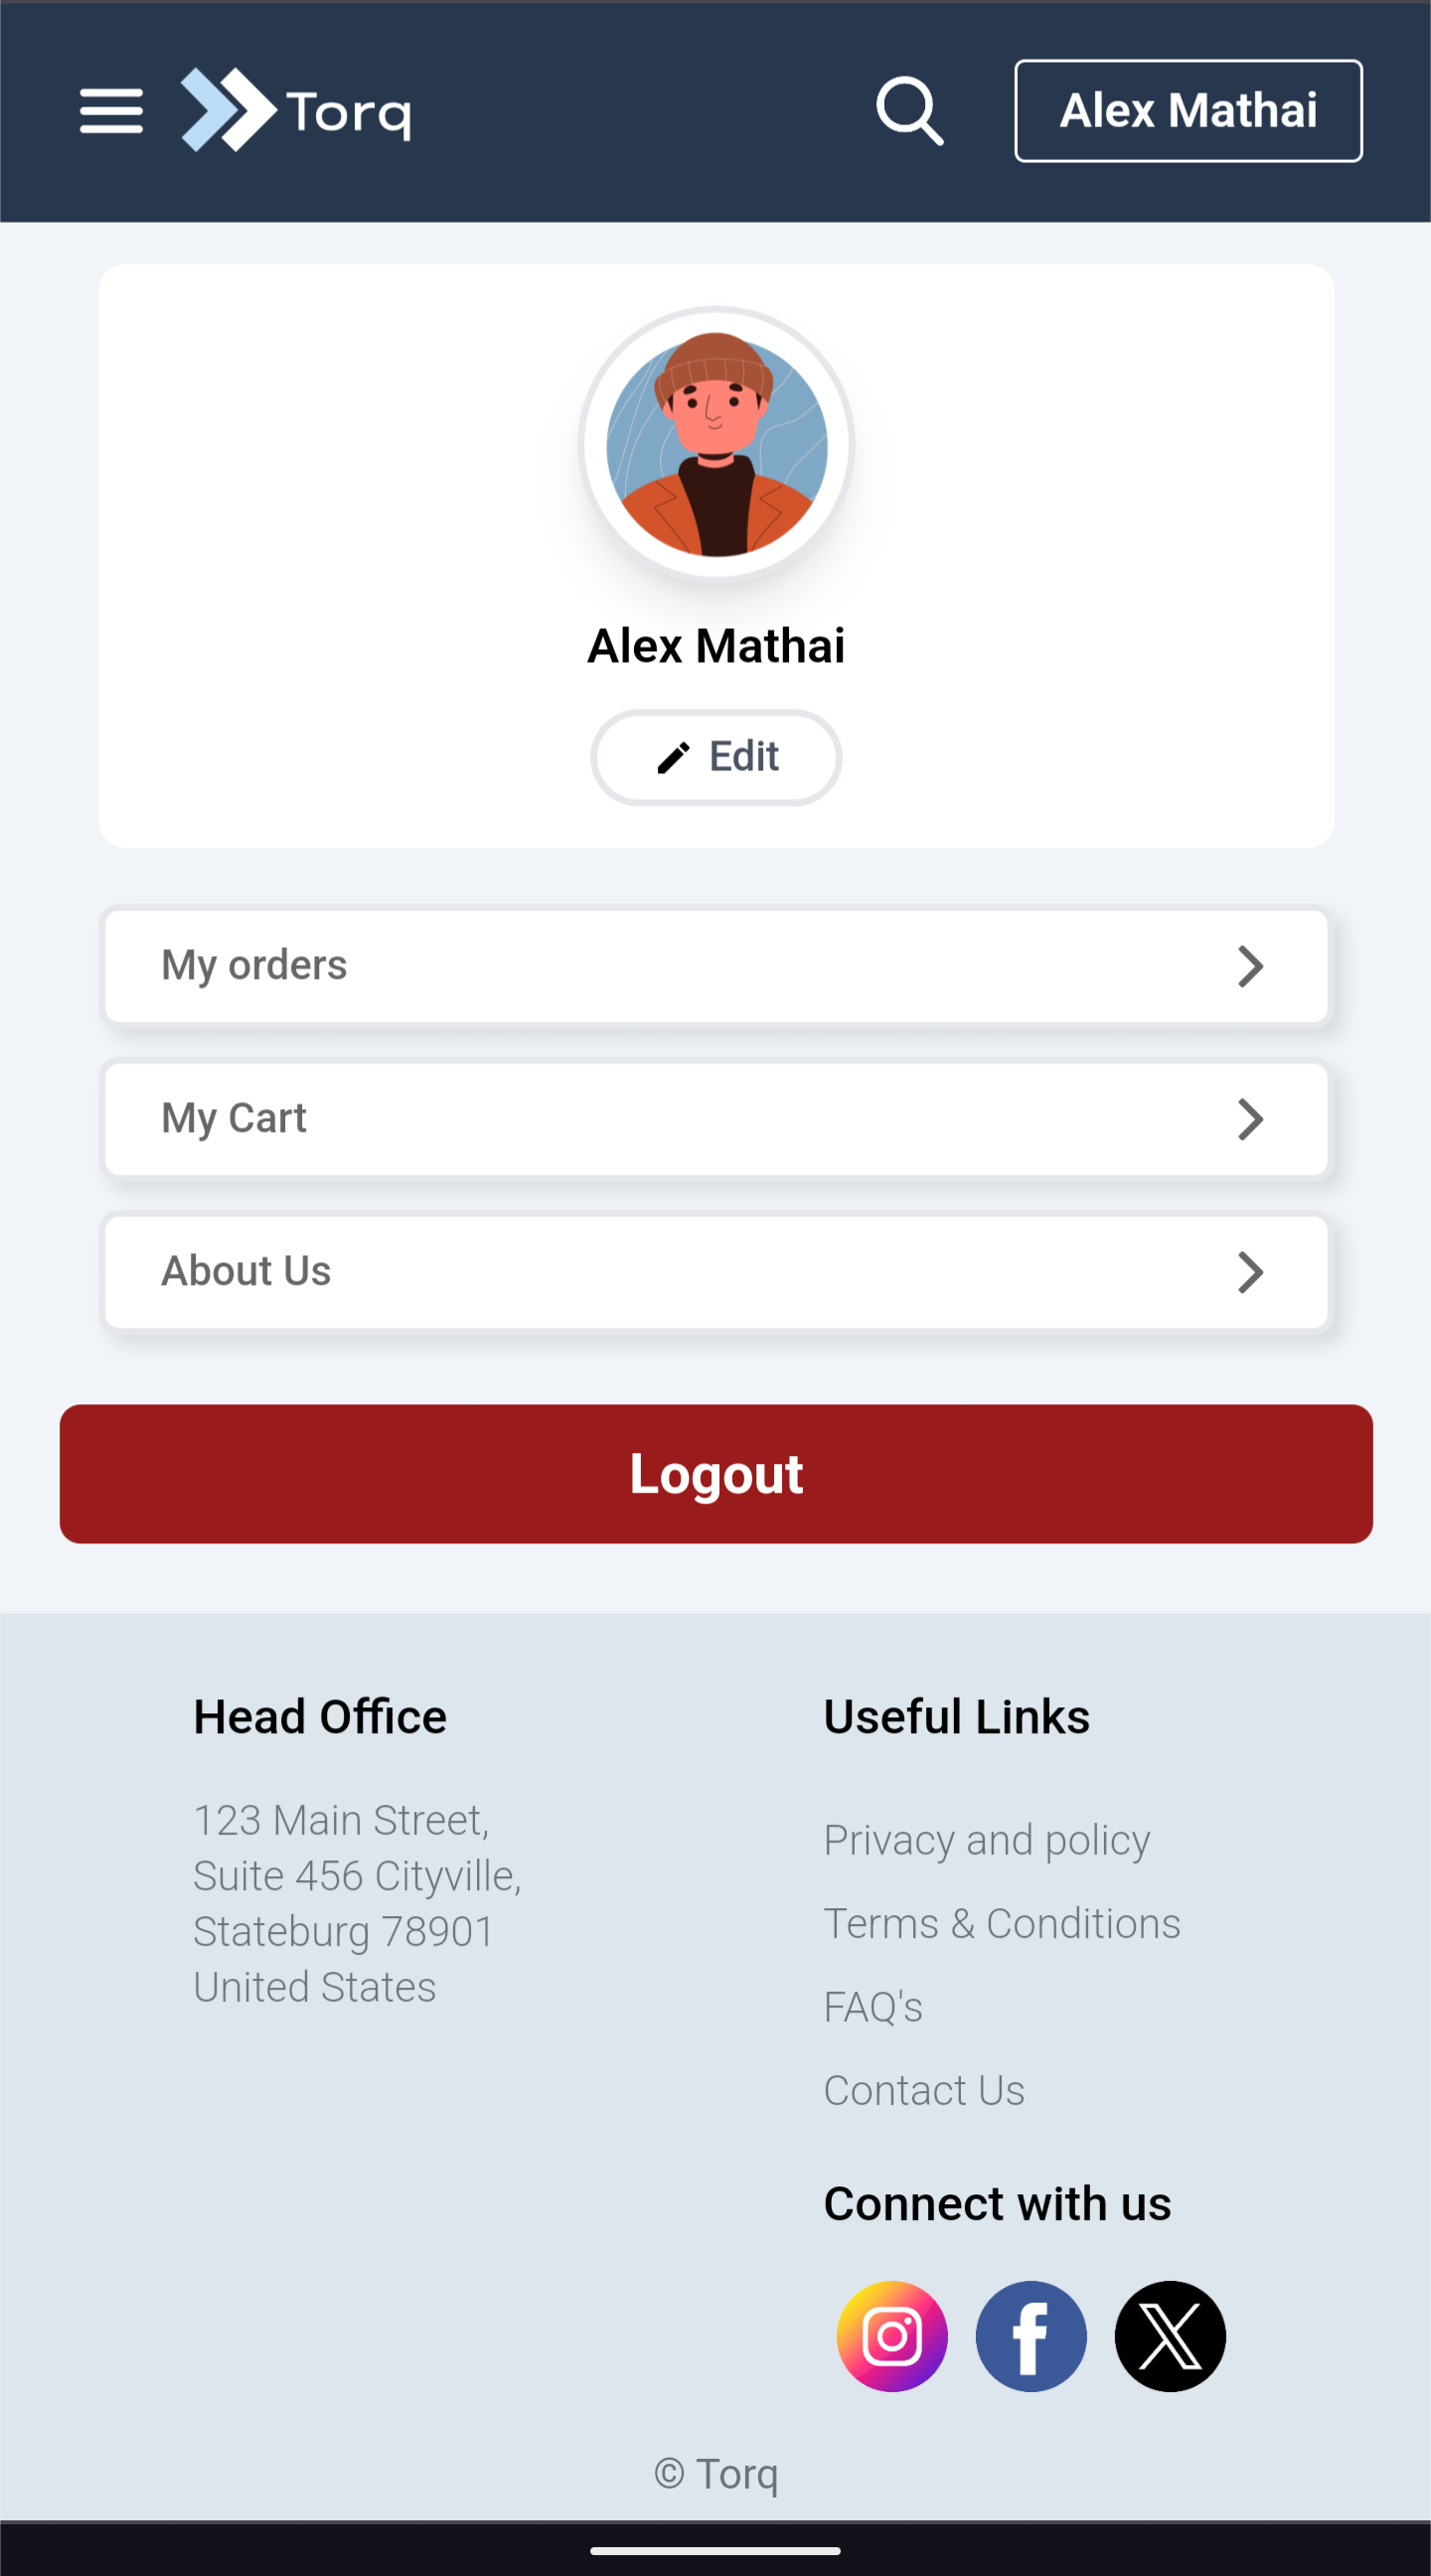 Torq
Alex Mathai
Alex Mathai
Edit
My orders
My Cart
About Us
Logout
Head Office
123 Main Street,
Suite 456 Cityville,
Stateburg 78901
United States
Useful Links
Privacy and policy
Terms & Conditions
FAQ's
Contact Us
Connect with us
© Torq